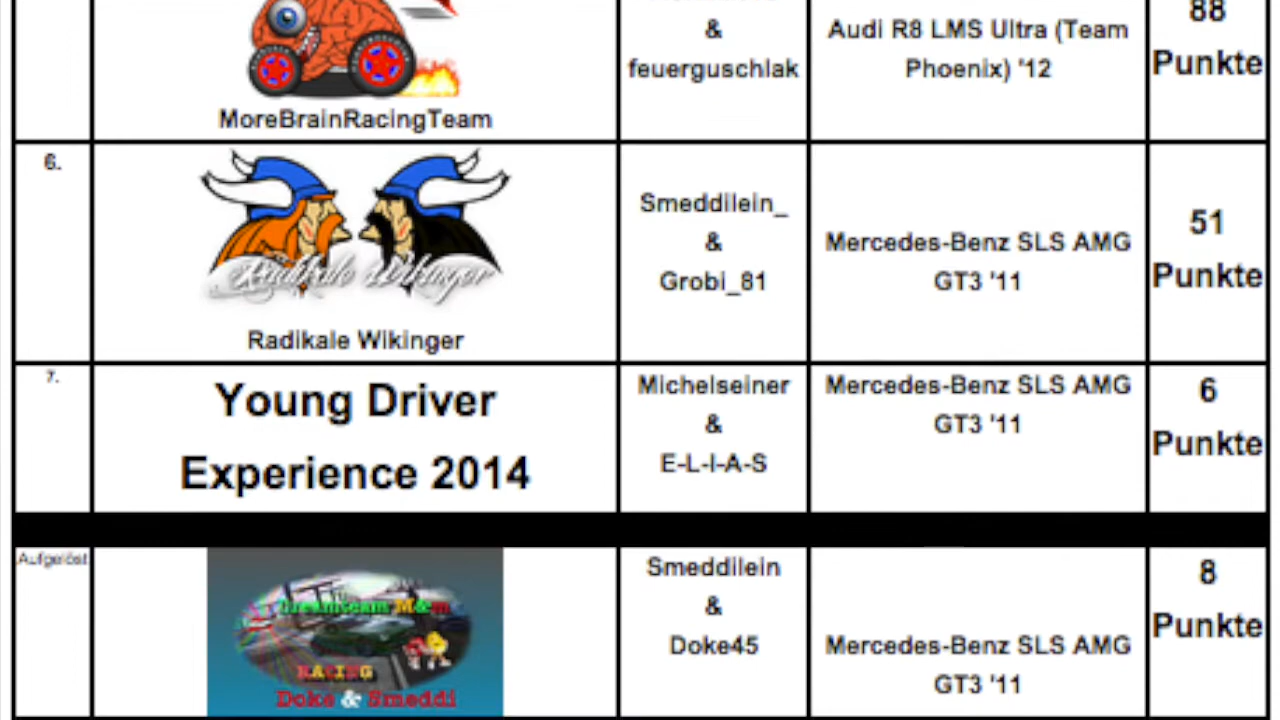 &
feuerguschlak
Audi R8 LMS Ultra (Team
Phoenix) '12
88
Punkte
MoreBrainRacingTeam
6.
Radikale Wikinger
Radikale Wikinger
Smeddilein_
&
Grobi_81
Mercedes-Benz SLS AMG
GT3 '11
51
Punkte
7.
Young Driver
Experience 2014
Michelseiner
&
E-L-I-A-S
Mercedes-Benz SLS AMG
GT3 '11
6
Punkte
Aufgelöst
Dreamteam M&m
RACING
Doke & Smeddi
Smeddilein
&
Doke45
Mercedes-Benz SLS AMG
GT3 '11
8
Punkte